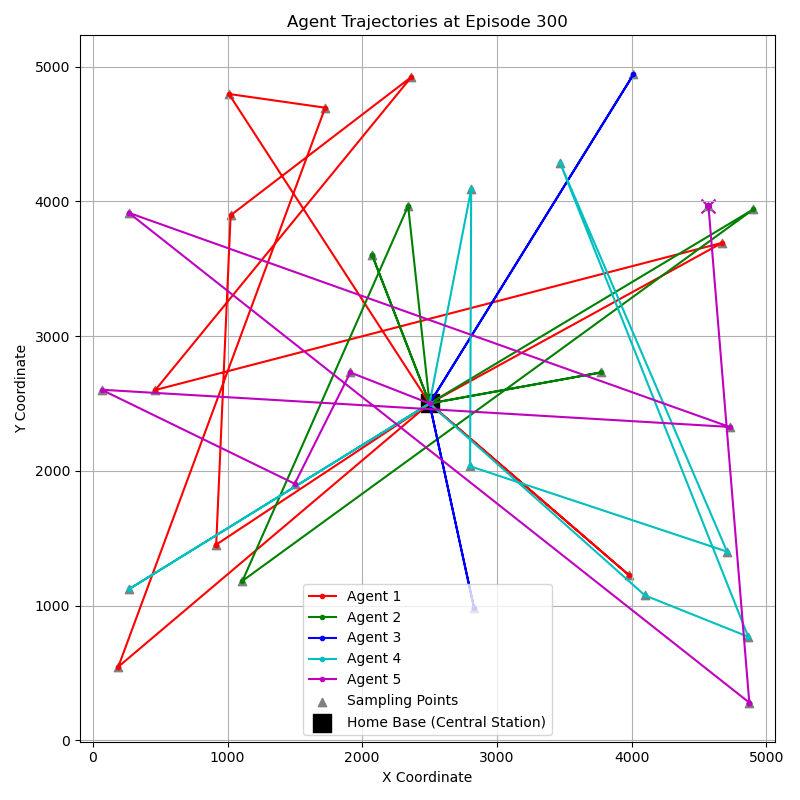 Agent Trajectories at Episode 300
Y Coordinate
5000
4000
3000
2000
1000
0
Agent 1
Agent 2
Agent 3
Agent 4
Agent 5
Sampling Points
Home Base (Central Station)
0 1000 2000 3000 4000 5000
X Coordinate